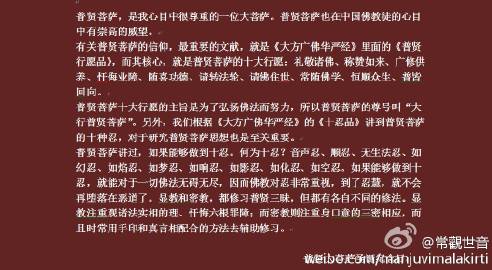 普贤菩萨，是我心目中很尊重的一位大菩萨。普贤菩萨也在中国佛教徒的心目
中有崇高的威望。
有关普贤菩萨的信仰，最重要的文献，就是《大方广佛华严经》里面的《普贤
行愿品》，而其核心，就是普贤菩萨的十大行愿：礼敬诸佛、称赞如来、广修供
养、忏悔业障、随喜功德、请转法轮、请佛住世、常随佛学、恒顺众生、普皆
回向。
普贤菩萨十大行愿的主旨是为了弘扬佛法而努力，所以普贤菩萨的尊号叫“大
行普贤菩萨”。另外，我们根据《大方广佛华严经》的《十忍品》讲到普贤菩萨
的十种忍，对于研究普贤菩萨思想也是至关重要。
普贤菩萨讲过，如果能够做到十忍。何为十忍？音声忍、顺忍、无生法忍、如
幻忍、如焰忍、如梦忍、如响忍、如影忍、如化忍、如空忍。如果能够做到十
忍，就能对于一切佛法无得无尽，因而佛教对忍非常重视，到了忍慧，就不会
再堕落在恶道了。显教和密教，都修习普贤三昧，但都有各自不同的修法。显
教注重观诸法实相的理、忏悔六根罪障；而密教则注重身口意的三密相应，而
且时常用手印和真言相配合的方法去辅助修习。
@常觀世音
weibo.com/manjuvimalakirti